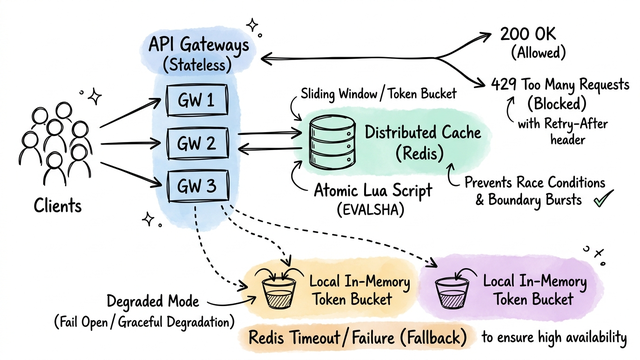 API Gateways
(Stateless)
GW 1
GW 2
GW 3
Clients
200 OK
(Allowed)
429 Too Many Requests
(Blocked)
with Retry-After
header
Sliding Window / Token Bucket
Distributed Cache
(Redis)
Atomic Lua Script
(EVALSHA)
Prevents Race Conditions
& Boundary Bursts
Degraded Mode
(Fail Open / Graceful Degradation)
Local In-Memory
Token Bucket
Local In-Memory
Token Bucket
Redis Timeout / Failure (Fallback) to ensure high availability